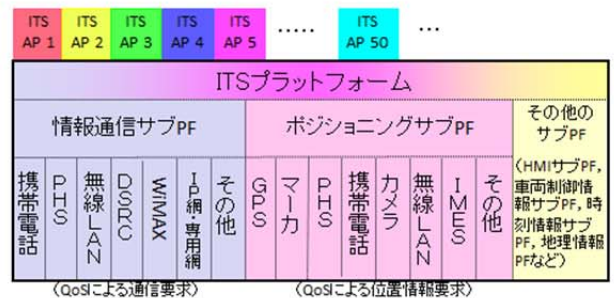 ITS AP 1
ITS AP 2
ITS AP 3
ITS AP 4
ITS AP 5
.....
ITS AP 50
...
ITSプラットフォーム
情報通信サブPF
ポジショニングサブPF
その他の
サブPF
携帯電話
PHS
無線LAN
DSRC
WiMAX
IP網・専用網
その他
GPS
マーカ
PHS
携帯電話
カメラ
無線LAN
IMES
その他
(HMIサブPF,
車両制御情
報サブPF, 時
刻情報サブ
PF, 地理情報
PFなど)
(QoSによる通信要求)
(QoSによる位置情報要求)